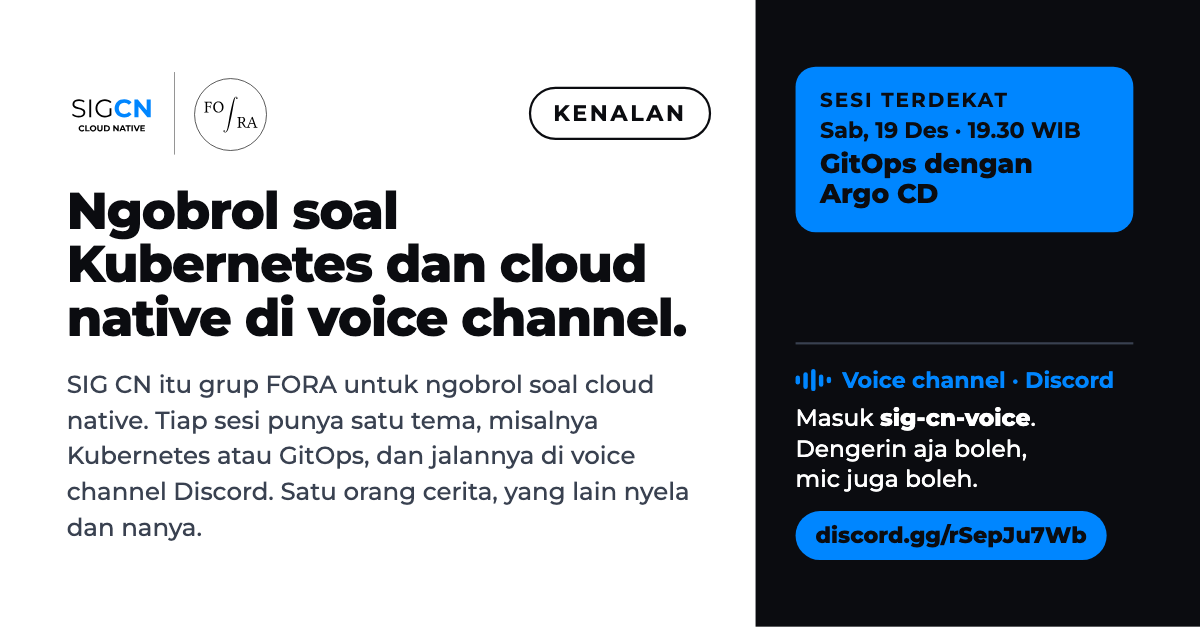 SIGCN
CLOUD NATIVE
FO RA
KENALAN
Ngobrol soal
Kubernetes dan cloud
native di voice channel.
SIG CN itu grup FORA untuk ngobrol soal cloud
native. Tiap sesi punya satu tema, misalnya
Kubernetes atau GitOps, dan jalannya di voice
channel Discord. Satu orang cerita, yang lain nyela
dan nanya.
SESI TERDEKAT
Sab, 19 Des · 19.30 WIB
GitOps dengan
Argo CD
Voice channel · Discord
Masuk sig-cn-voice.
Dengerin aja boleh,
mic juga boleh.
discord.gg/rSepJu7Wb